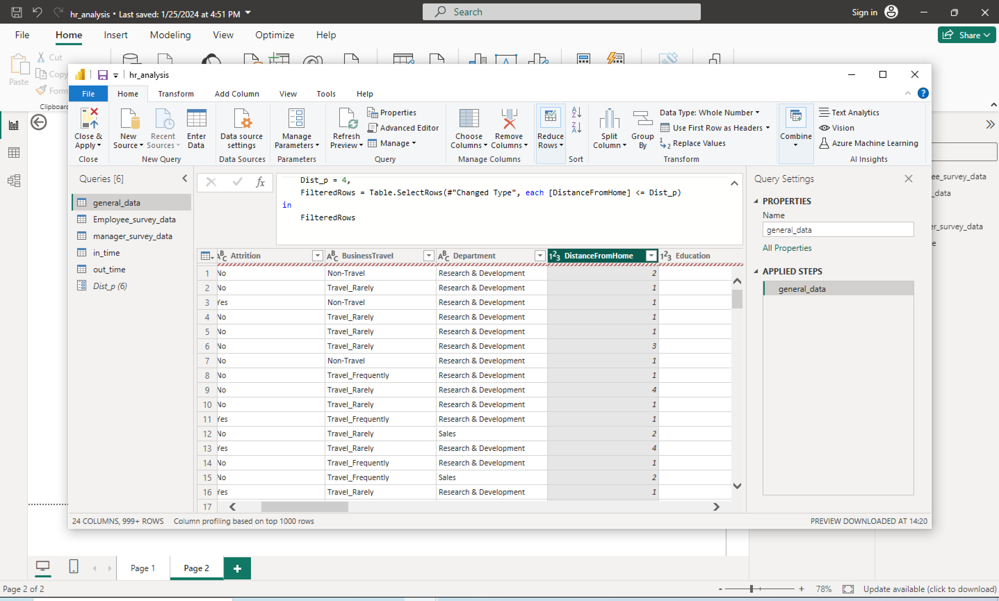 hr_analysis • Last saved: 1/25/2024 at 4:51 PM
Search
Sign in
File Home Insert Modeling View Optimize Help
Share
Paste
Cut
Copy
Form
Clipboard
hr_analysis
File Home Transform Add Column View Tools Help
Close & Apply
Close
New Source
Recent Sources
Enter Data
New Query
Data source settings
Data Sources
Manage Parameters
Parameters
Refresh Preview
Properties
Advanced Editor
Manage
Query
Choose Columns
Remove Columns
Manage Columns
Reduce Rows
Sort
Split Column
Group By
Data Type: Whole Number
Use First Row as Headers
Replace Values
Transform
Combine
Text Analytics
Vision
Azure Machine Learning
AI Insights
Queries [6]
general_data
Employee_survey_data
manager_survey_data
in_time
out_time
Dist_p (6)
fx
Dist_p = 4,
FilteredRows = Table.SelectRows(#"Changed Type", each [DistanceFromHome] <= Dist_p)
in
FilteredRows
Attrition BusinessTravel Department DistanceFromHome Education
1 No Non-Travel Research & Development 2
2 No Travel_Rarely Research & Development 1
3 Yes Non-Travel Research & Development 1
4 No Travel_Rarely Research & Development 1
5 No Travel_Rarely Research & Development 1
6 No Travel_Rarely Research & Development 3
7 No Non-Travel Research & Development 1
8 No Travel_Frequently Research & Development 1
9 No Travel_Rarely Research & Development 4
10 No Travel_Rarely Research & Development 1
11 Yes Travel_Frequently Research & Development 1
12 No Travel_Rarely Sales 2
13 Yes Travel_Rarely Research & Development 4
14 No Travel_Frequently Research & Development 1
15 No Travel_Frequently Sales 2
16 Yes Travel_Rarely Research & Development 1
17
Query Settings
PROPERTIES
Name
general_data
All Properties
APPLIED STEPS
general_data
ee_survey_data
_data
er_survey_data
e
24 COLUMNS, 999+ ROWS Column profiling based on top 1000 rows
PREVIEW DOWNLOADED AT 14:20
Page 1
Page 2
Page 2 of 2
- + 78%
Update available (click to download)